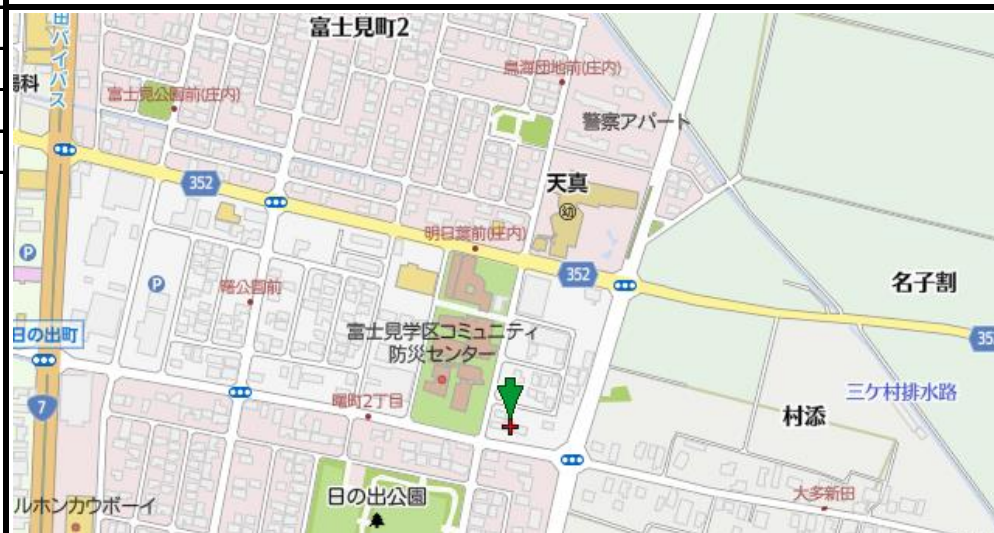 富士見町2
田バイパス
鳥海団地前(庄内)
富士見公園前(庄内)
警察アパート
352
天真
幼
明日葉前(庄内)
352
名子割
P
P
曙公園前
日の出町
富士見学区コミュニティ
防災センター
三ケ村排水路
7
曙町2丁目
村添
大多新田
日の出公園
ルホンカウボーイ